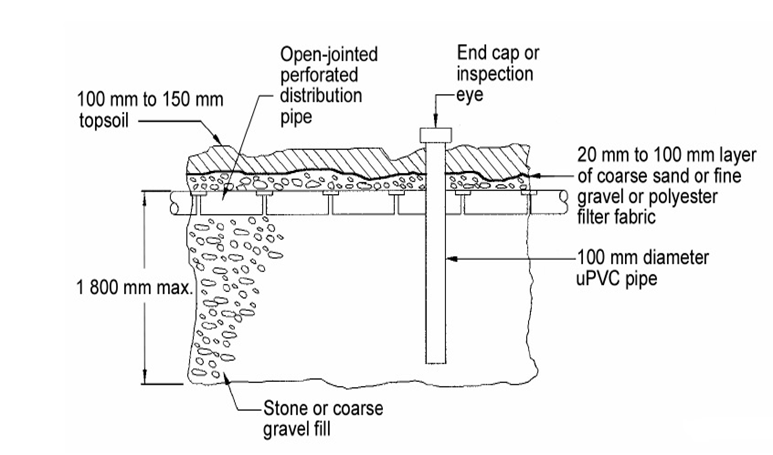 Open-jointed
perforated
distribution
pipe
End cap or
inspection
eye
100 mm to 150 mm
topsoil
20 mm to 100 mm layer
of coarse sand or fine
gravel or polyester
filter fabric
100 mm diameter
uPVC pipe
1 800 mm max.
Stone or coarse
gravel fill